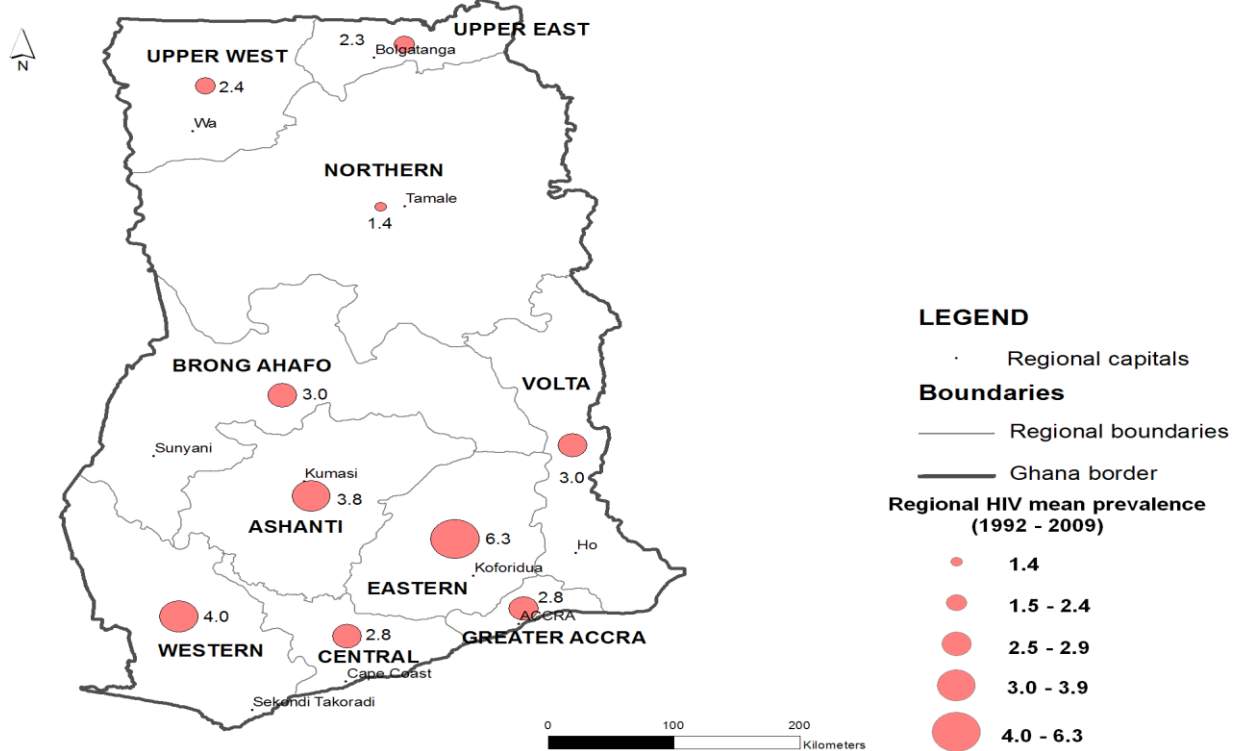 N
UPPER EAST
2.3
Bolgatanga
UPPER WEST
2.4
Wa
NORTHERN
Tamale
1.4
BRONG AHAFO
3.0
VOLTA
3.0
Sunyani
Kumasi
3.8
ASHANTI
6.3
Koforidua
EASTERN
Ho
2.8
ACCRA
GREATER ACCRA
4.0
WESTERN
2.8
CENTRAL
Cape Coast
Sekondi Takoradi
0 100 200
Kilometers
LEGEND
Regional capitals
Boundaries
Regional boundaries
Ghana border
Regional HIV mean prevalence
(1992 - 2009)
1.4
1.5 - 2.4
2.5 - 2.9
3.0 - 3.9
4.0 - 6.3